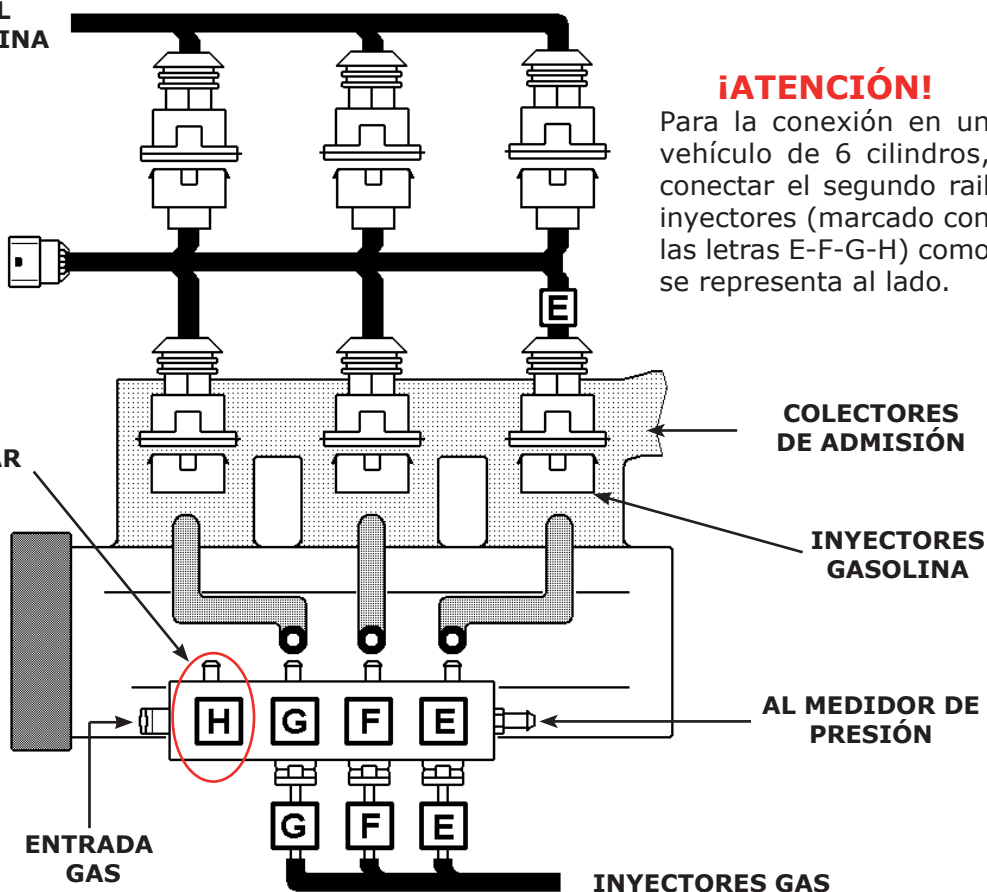 INA
¡ATENCIÓN!
Para la conexión en un
vehículo de 6 cilindros,
conectar el segundo rail
inyectores (marcado con
las letras E-F-G-H) como
se representa al lado.
E
COLECTORES
DE ADMISIÓN
AR
INYECTORES
GASOLINA
H G F E
AL MEDIDOR DE
PRESIÓN
G F E
ENTRADA
GAS
INYECTORES GAS